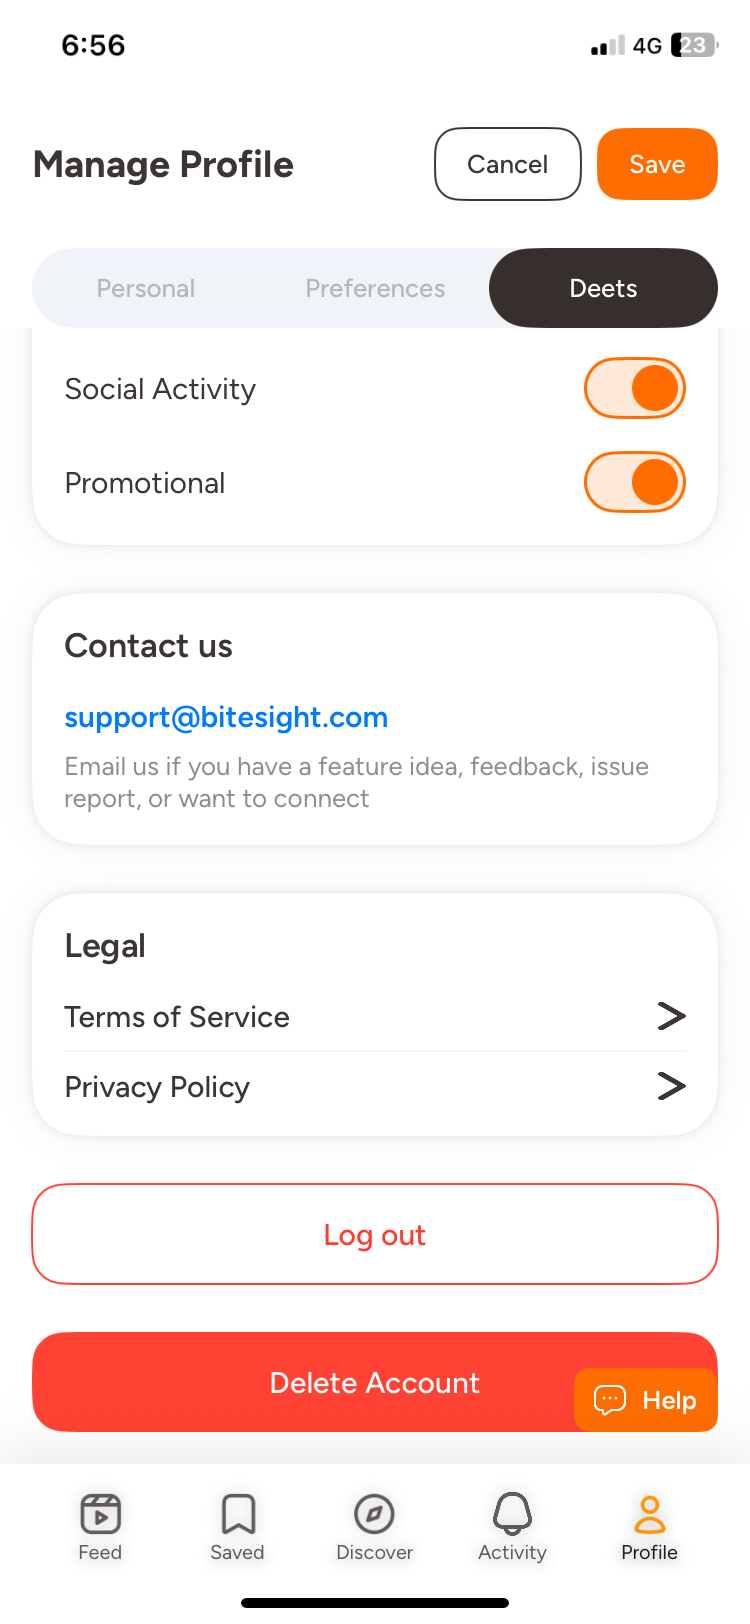 6:56
4G
23
Manage Profile
Cancel
Save
Personal
Preferences
Deets
Social Activity
Promotional
Contact us
support@bitesight.com
Email us if you have a feature idea, feedback, issue
report, or want to connect
Legal
Terms of Service
Privacy Policy
Log out
Delete Account
Help
Feed
Saved
Discover
Activity
Profile